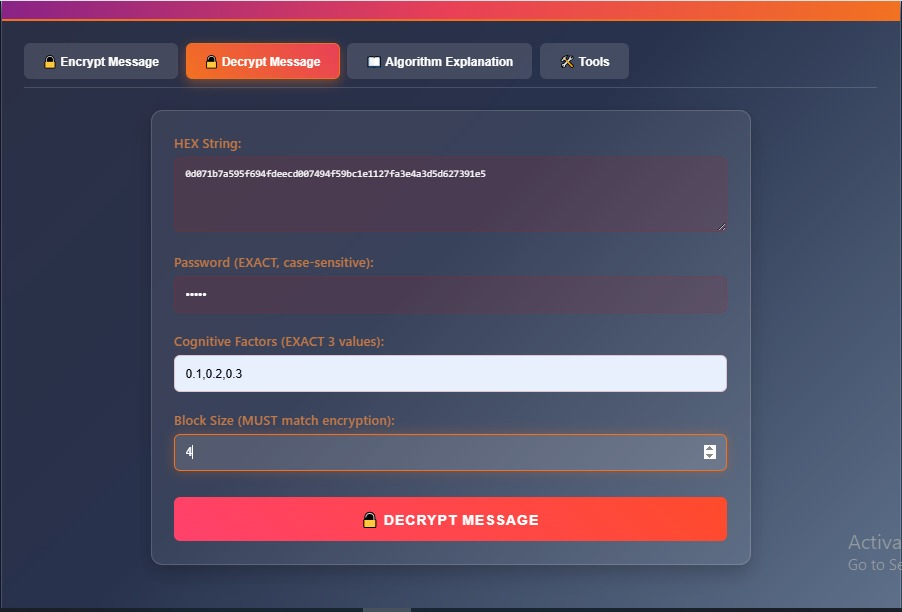 Encrypt Message
Decrypt Message
Algorithm Explanation
Tools
HEX String:
0d071b7a595f694fdeecd007494f59bc1e1127fa3e4a3d5d627391e5
Password (EXACT, case-sensitive):
•••••
Cognitive Factors (EXACT 3 values):
0.1,0.2,0.3
Block Size (MUST match encryption):
4
DECRYPT MESSAGE
Activa
Go to Se